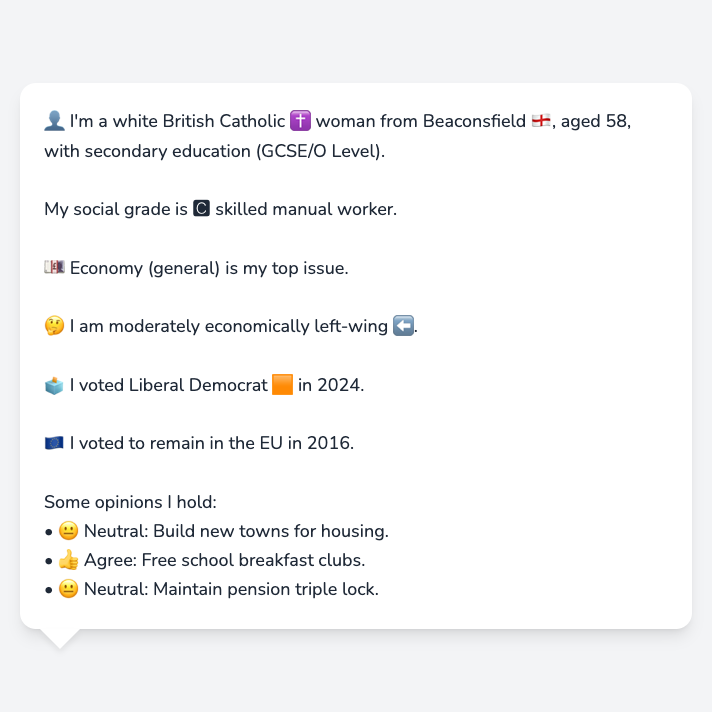 👤 I'm a white British Catholic ✝️ woman from Beaconsfield 🏴󠁧󠁢󠁥󠁮󠁧󠁿, aged 58,
with secondary education (GCSE/O Level).
My social grade is 🅲 skilled manual worker.
💷 Economy (general) is my top issue.
🤔 I am moderately economically left-wing ⬅️.
🗳️ I voted Liberal Democrat 🟧 in 2024.
🇪🇺 I voted to remain in the EU in 2016.
Some opinions I hold:
• 😐 Neutral: Build new towns for housing.
• 👍 Agree: Free school breakfast clubs.
• 😐 Neutral: Maintain pension triple lock.